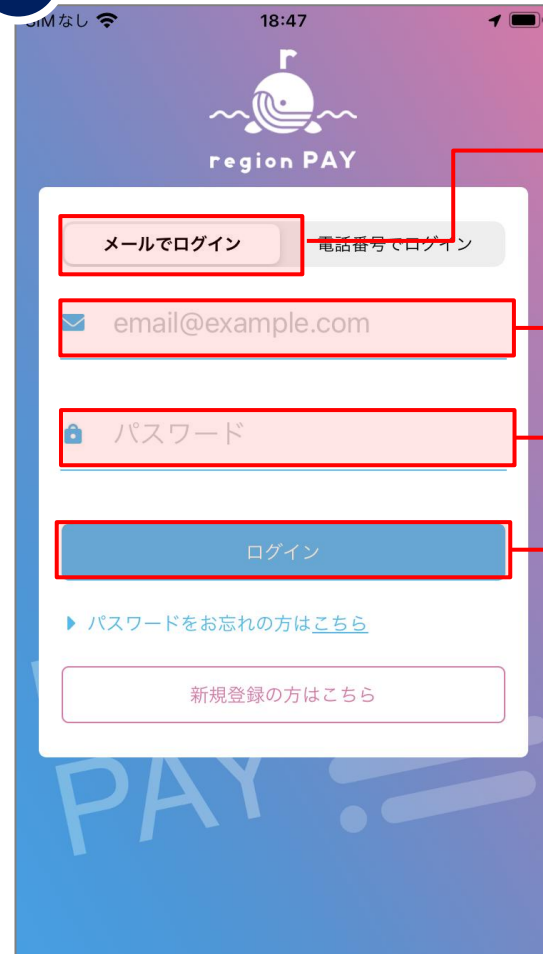 SIMなし 18:47
r
region PAY
メールでログイン 電話番号でログイン
email@example.com
パスワード
ログイン
パスワードをお忘れの方はこちら
新規登録の方はこちら
PAY